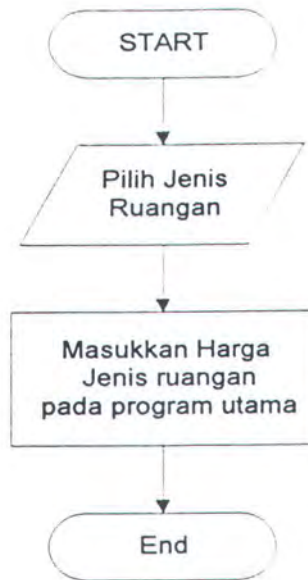 START
Pilih Jenis
Ruangan
Masukkan Harga
Jenis ruangan
pada program utama
End